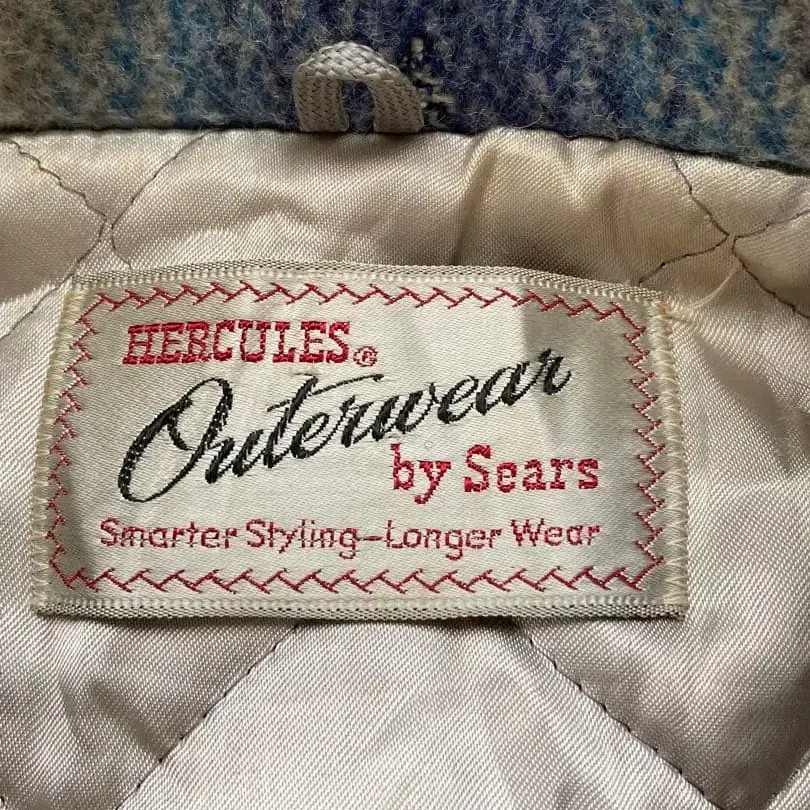 HERCULES®
Outerwear
by Sears
Smarter Styling-Longer Wear